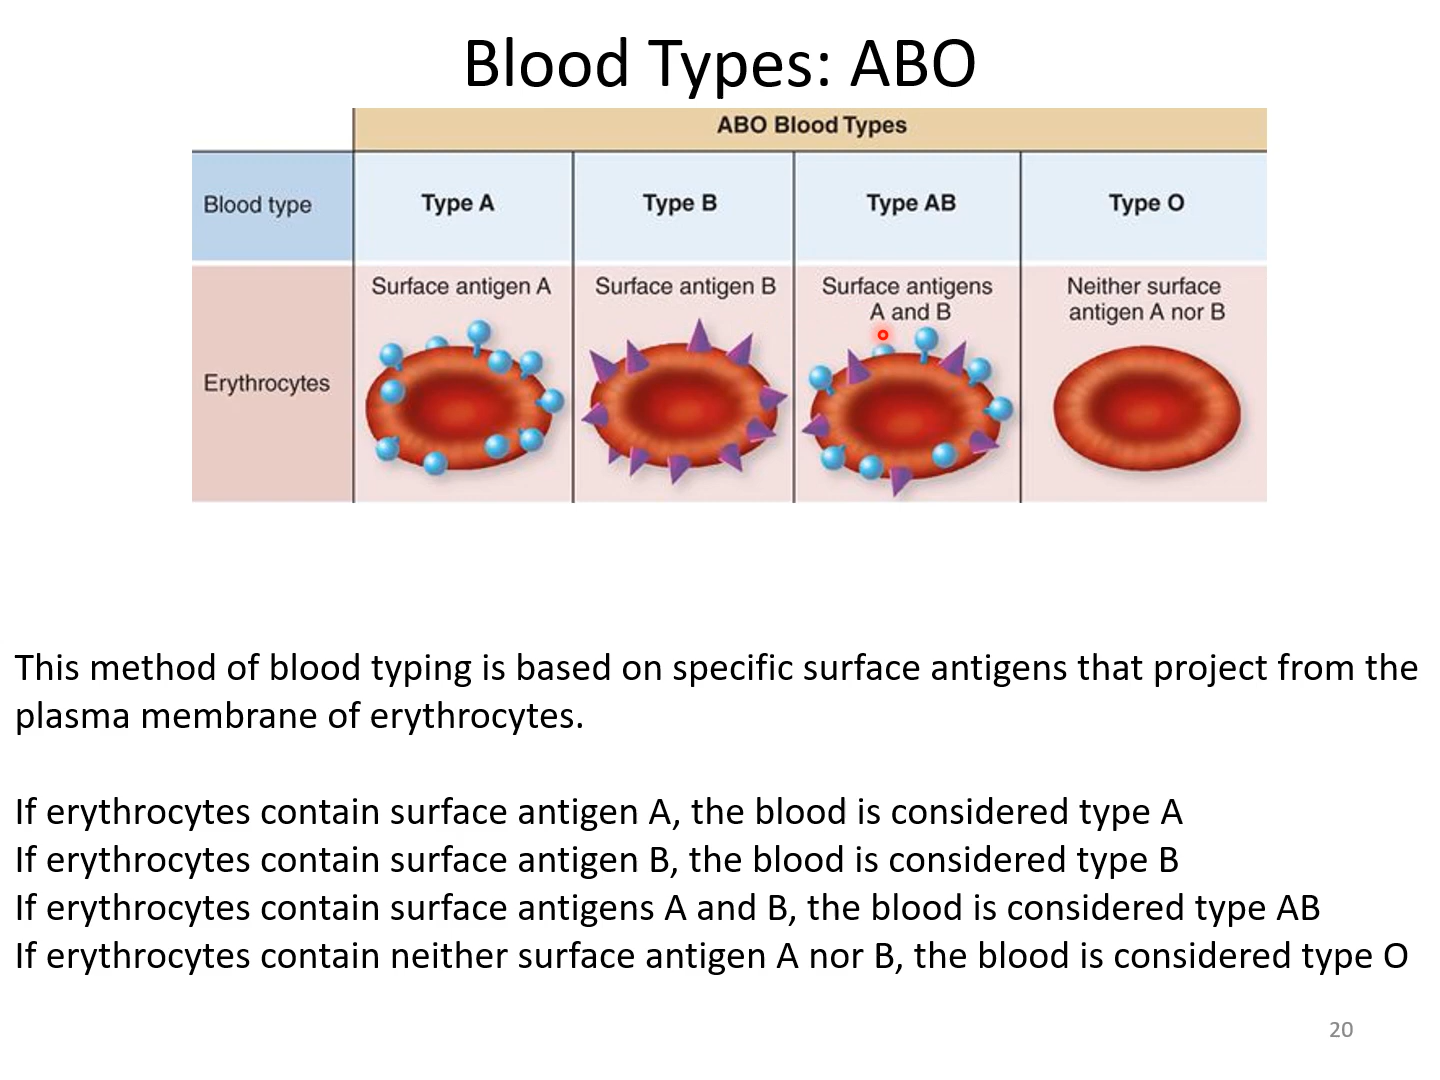 Blood Types: ABO
ABO Blood Types
Blood type
Type A
Type B
Type AB
Type O
Erythrocytes
Surface antigen A
Surface antigen B
Surface antigens
A and B
Neither surface
antigen A nor B
This method of blood typing is based on specific surface antigens that project from the
plasma membrane of erythrocytes.
If erythrocytes contain surface antigen A, the blood is considered type A
If erythrocytes contain surface antigen B, the blood is considered type B
If erythrocytes contain surface antigens A and B, the blood is considered type AB
If erythrocytes contain neither surface antigen A nor B, the blood is considered type O
20